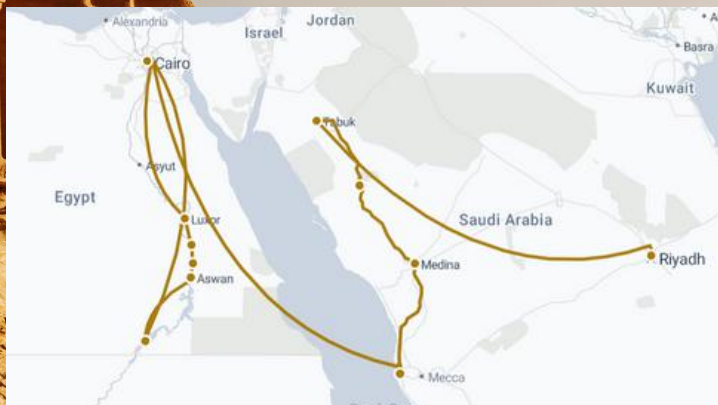 Alexandria
Jordan
Israel
Basra
Cairo
Kuwait
Tabuk
Asyut
Egypt
Luxor
Saudi Arabia
Medina
Riyadh
Aswan
Mecca